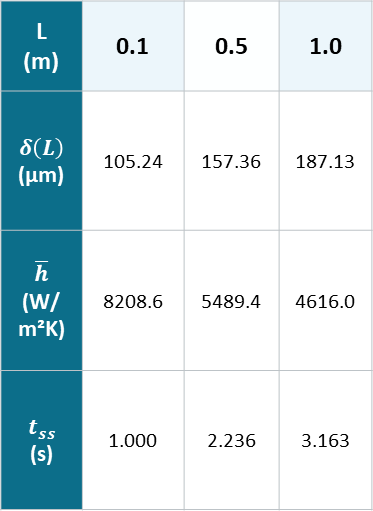 L (m) 0.1 0.5 1.0
δ(L) (μm) 105.24 157.36 187.13
h̅ (W/m²K) 8208.6 5489.4 4616.0
t_ss (s) 1.000 2.236 3.163